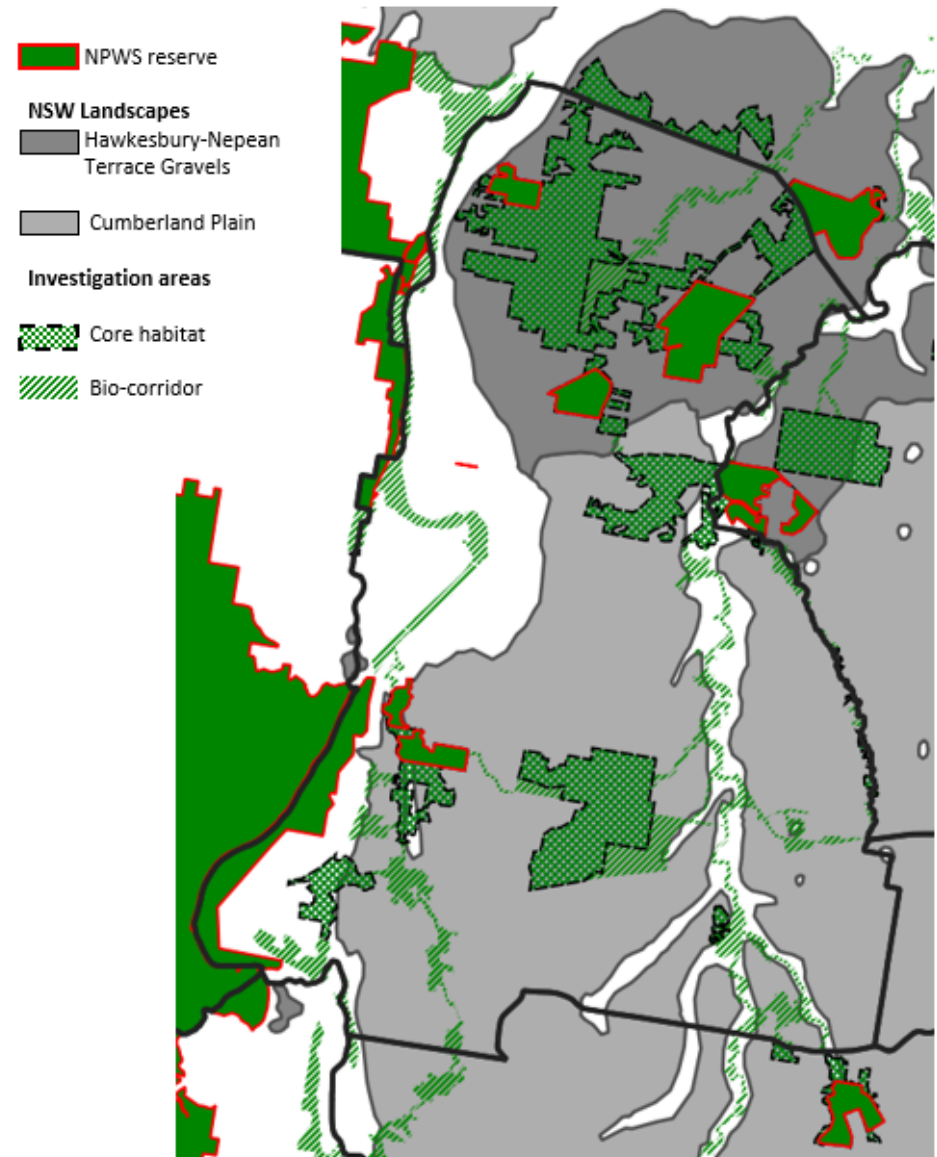 NPWS reserve
NSW Landscapes
Hawkesbury-Nepean
Terrace Gravels
Cumberland Plain
Investigation areas
Core habitat
Bio-corridor